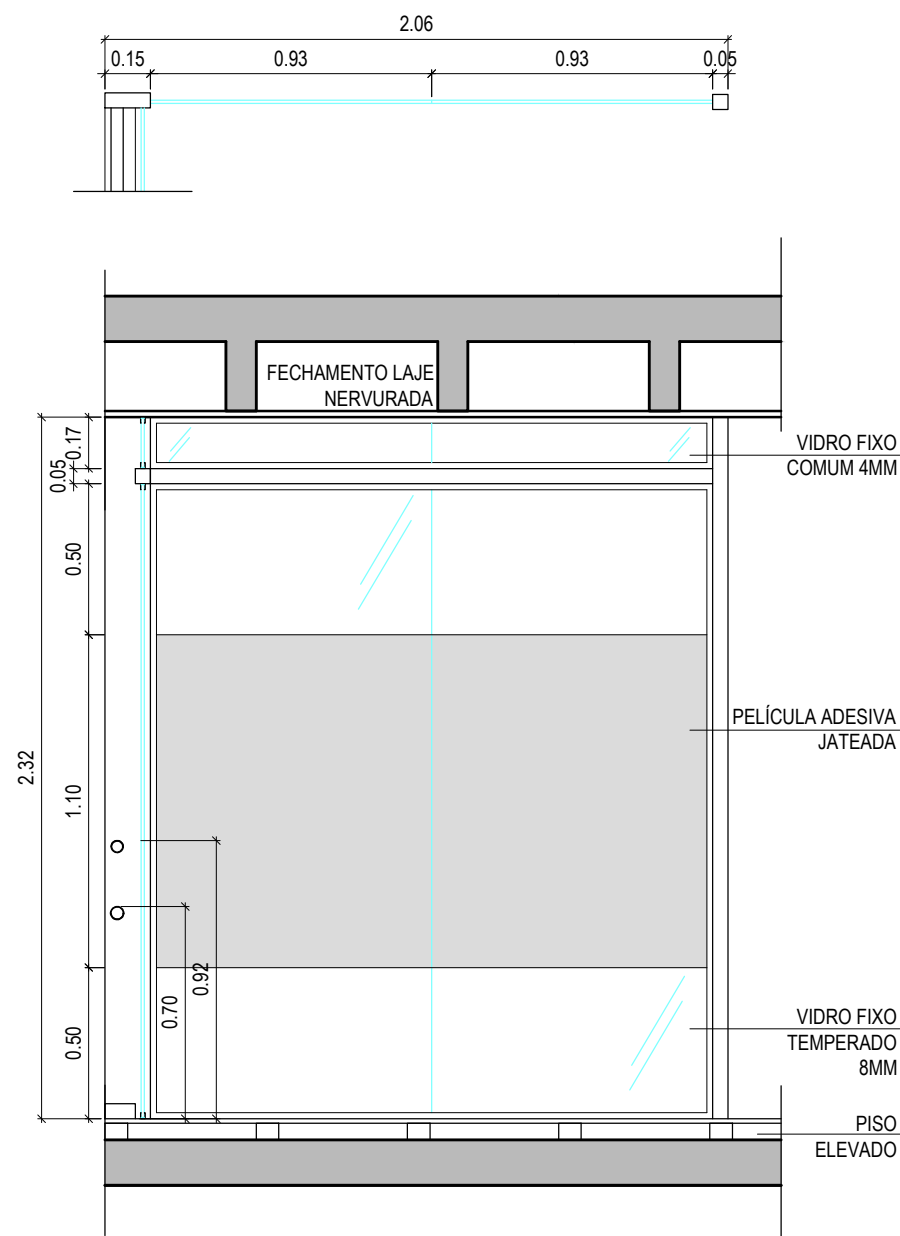 2.06
0.15
0.93
0.93
0.05
FECHAMENTO LAJE
NERVURADA
0.17
0.05
VIDRO FIXO
COMUM 4MM
0.50
PELÍCULA ADESIVA
JATEADA
2.32
1.10
0.92
0.70
0.50
VIDRO FIXO
TEMPERADO
8MM
PISO
ELEVADO